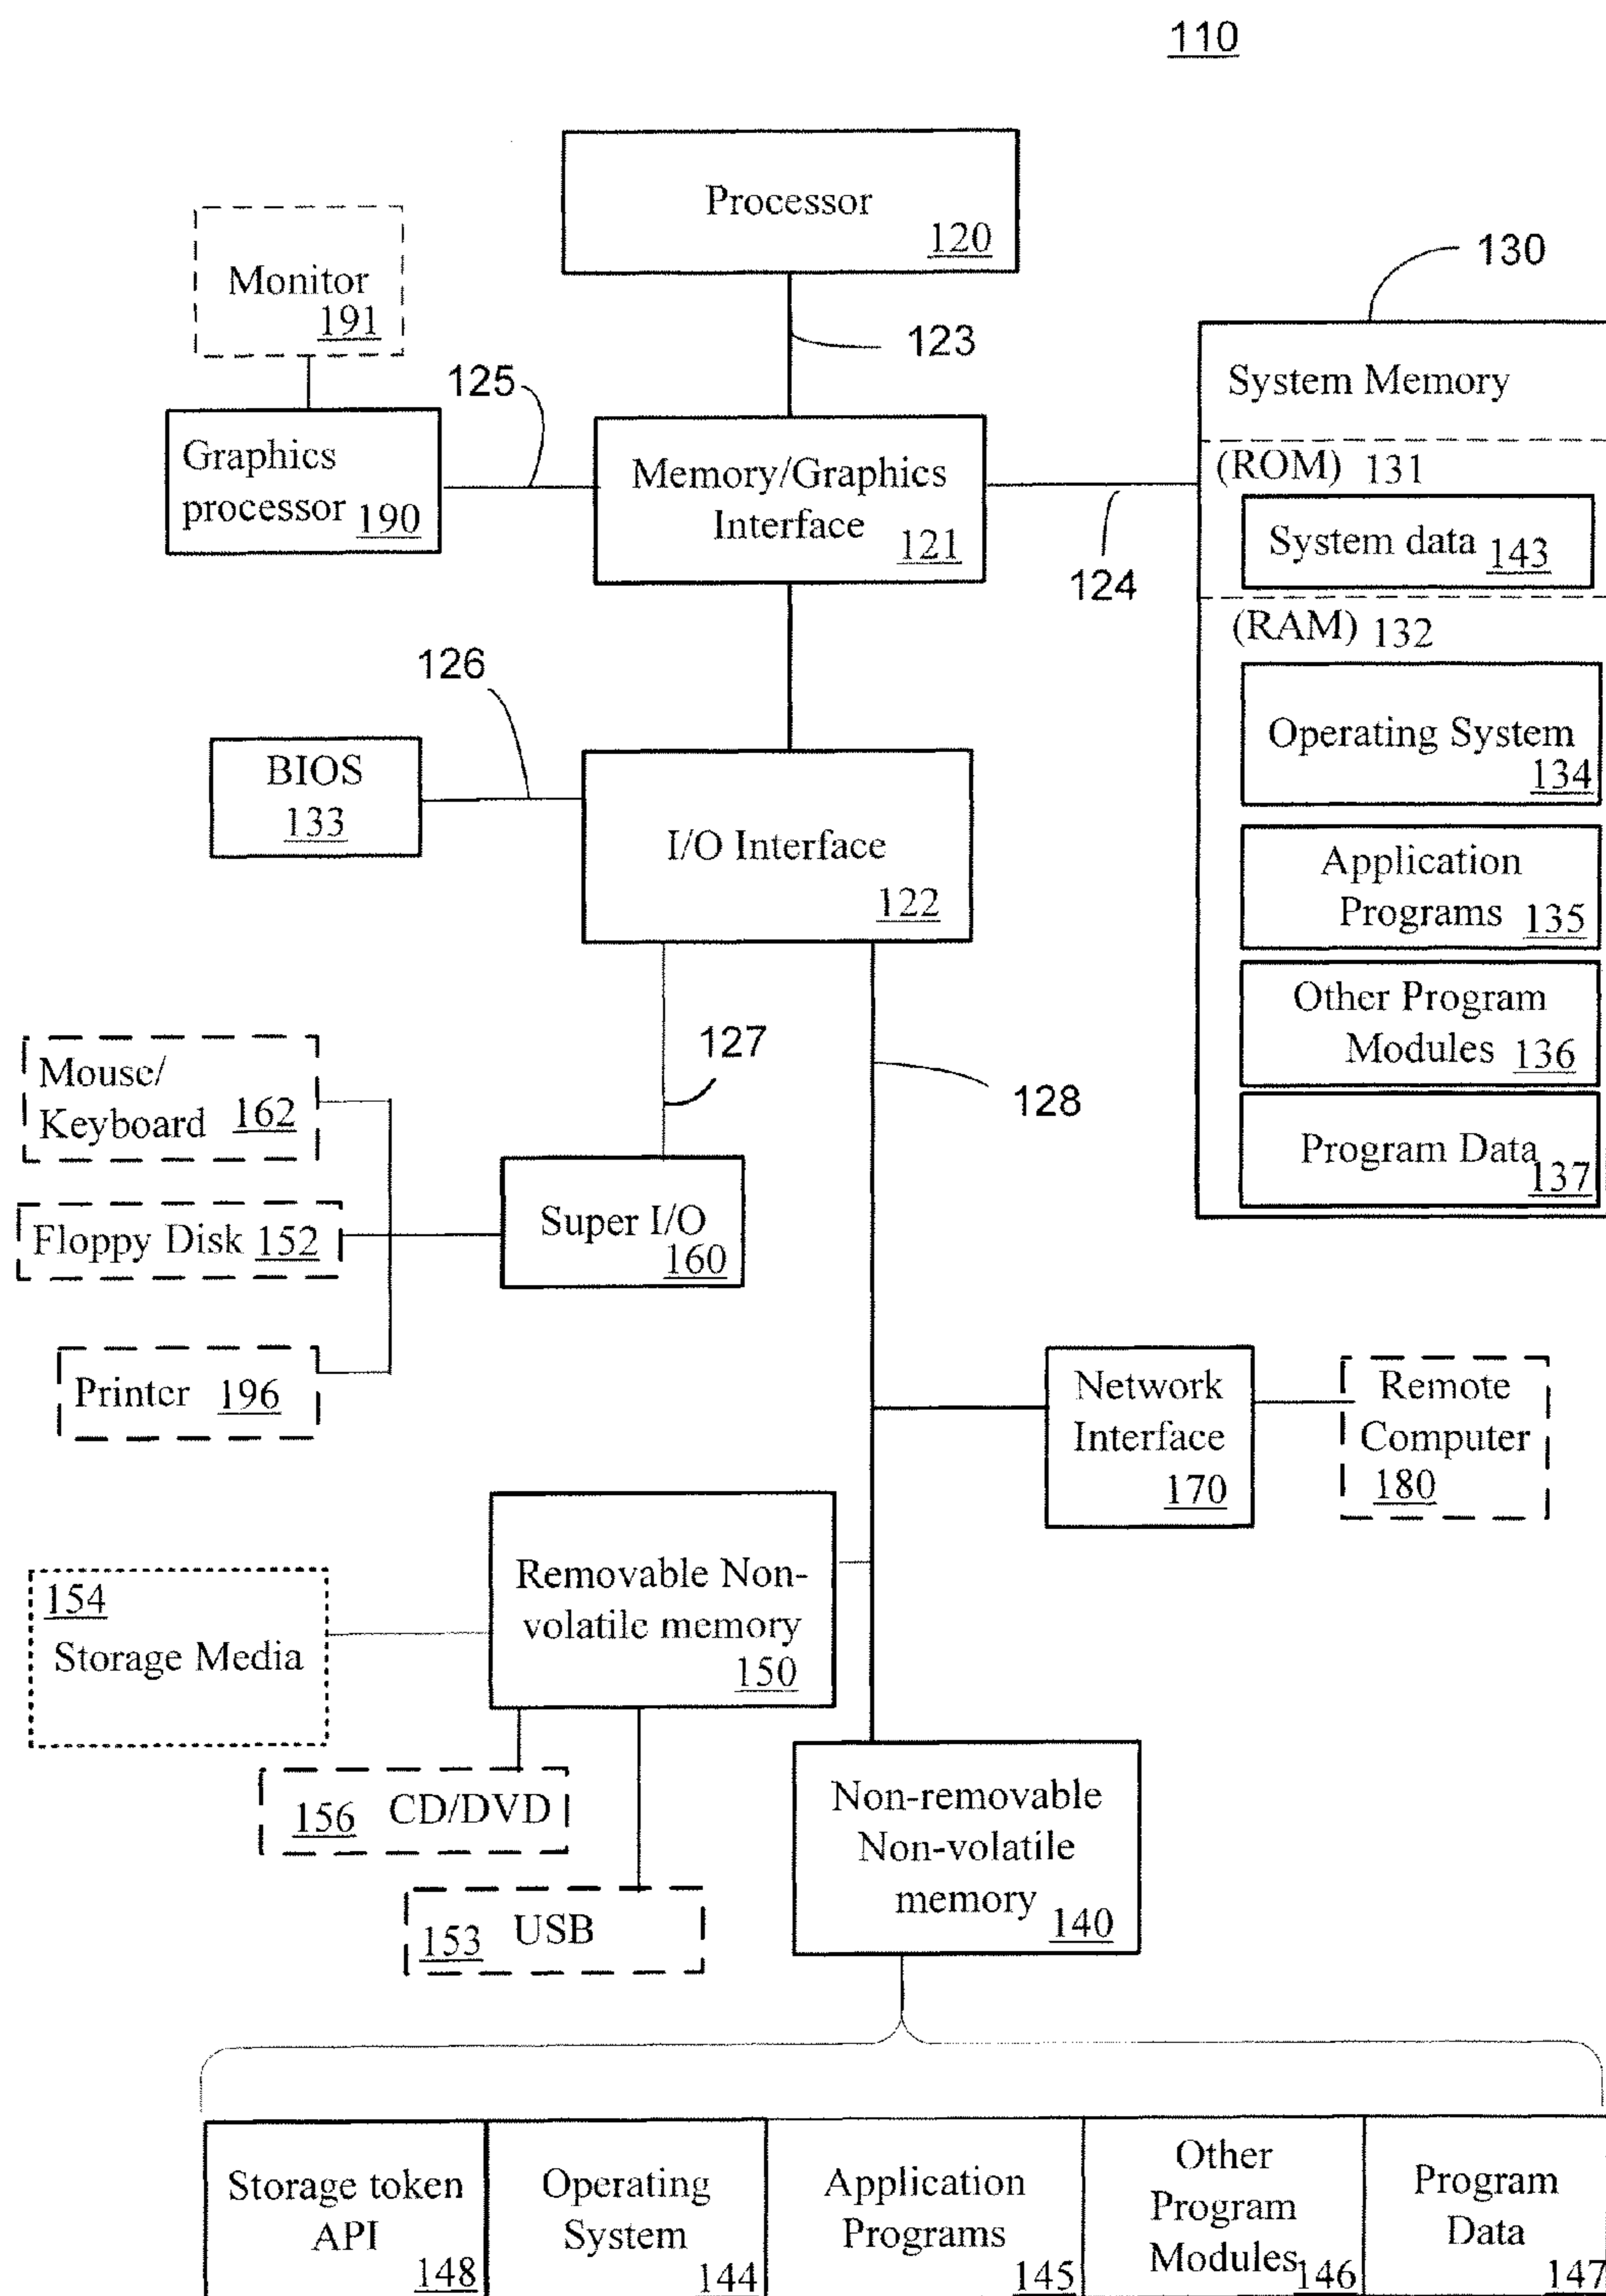 110
Processor
120
Monitor
191
130
123
125
System Memory
Graphics
processor 190
Memory/Graphics
Interface 121
(ROM) 131
System data 143
124
(RAM) 132
126
Operating System
134
BIOS
133
I/O Interface
122
Application
Programs 135
Other Program
Modules 136
127
128
Mouse/
Keyboard 162
Program Data
137
Super I/O
160
Floppy Disk 152
Printer 196
Network
Interface
170
Remote
Computer
180
Removable Non-
volatile memory
150
154
Storage Media
156 CD/DVD
Non-removable
Non-volatile
memory 140
153 USB
Storage token
API
148
Operating
System
144
Application
Programs
145
Other
Program
Modules 146
Program
Data
147